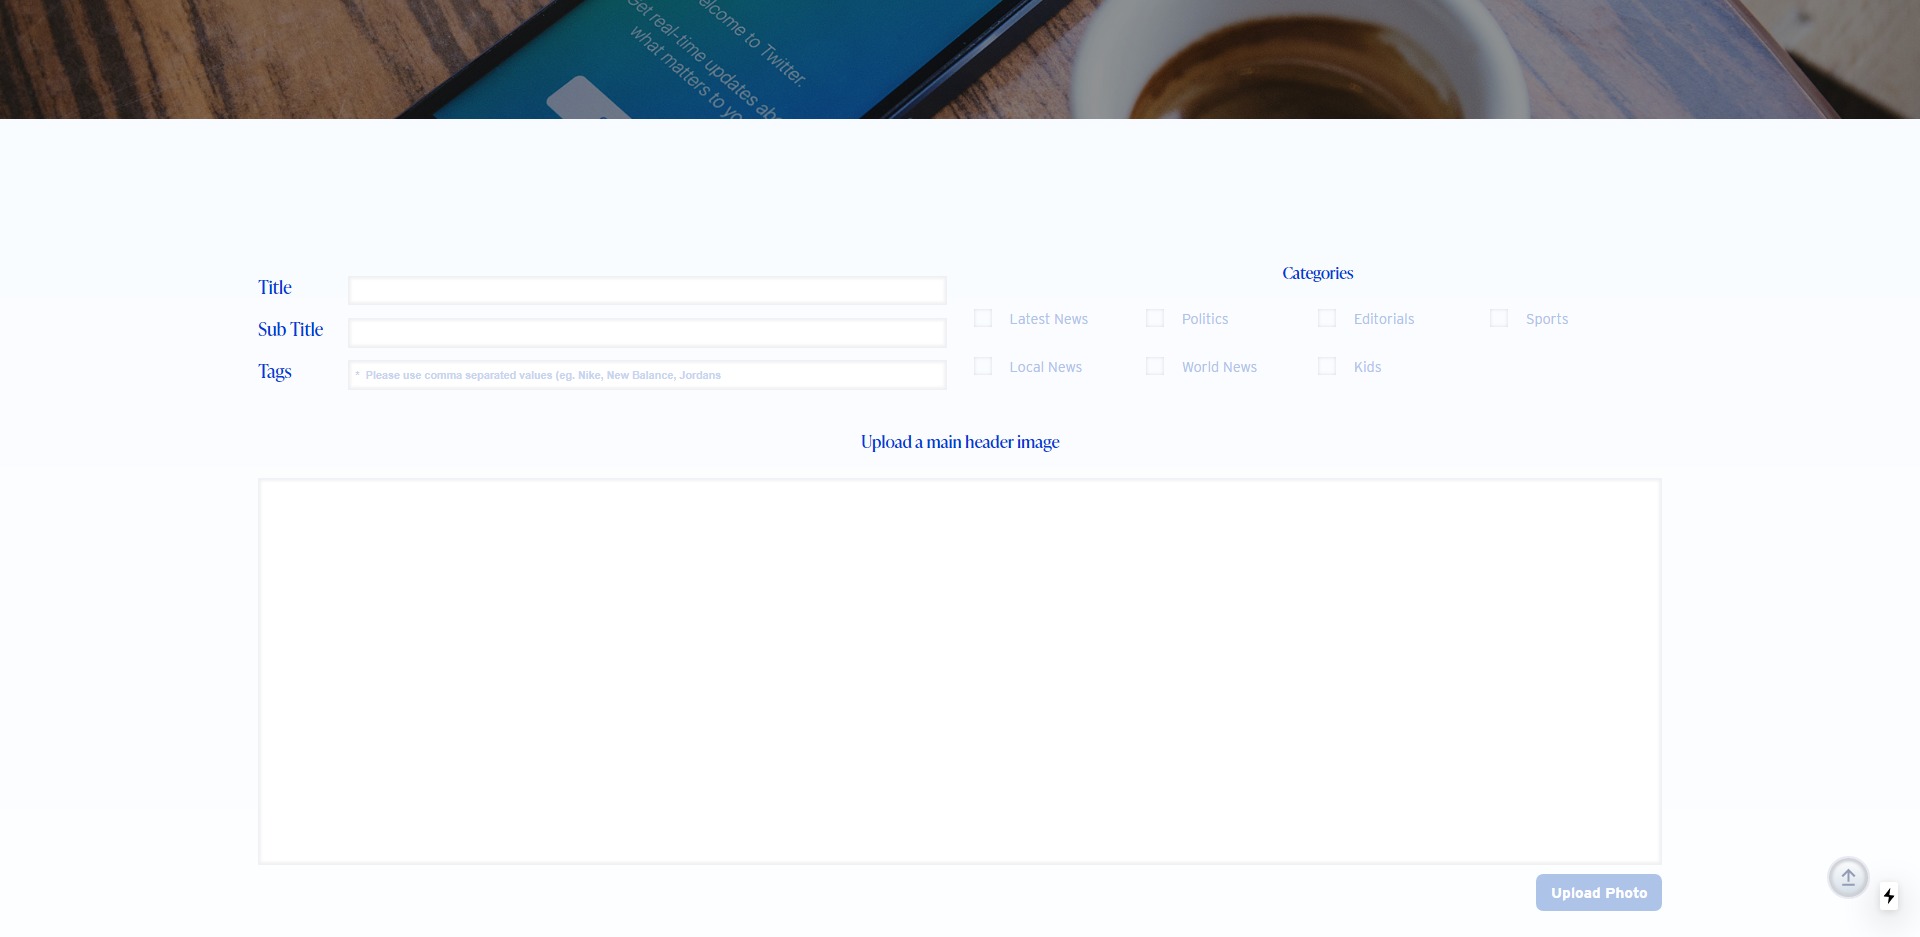 elcome to Twitter.
Get real-time updates abo
what matters to yo
Categories
Title
Latest News
Politics
Editorials
Sports
Sub Title
Local News
World News
Kids
Tags
* Please use comma separated values (eg. Nike, New Balance, Jordans
Upload a main header image
Upload Photo